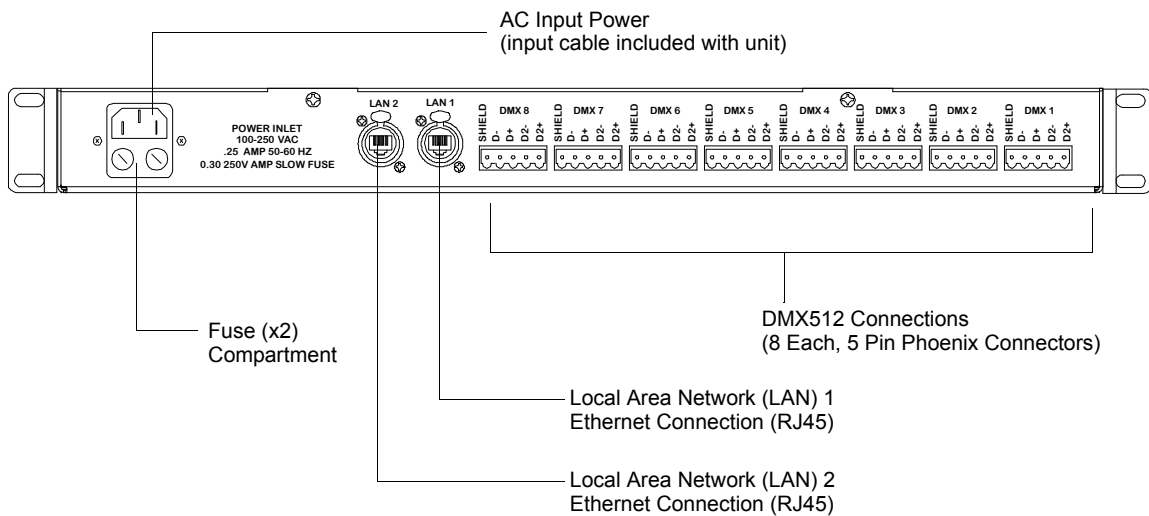 AC Input Power
(input cable included with unit)
POWER INLET
100-250 VAC
.25 AMP 50-60 HZ
0.30 250V AMP SLOW FUSE
LAN 2
LAN 1
SHIELD D- D+ D2- D2+
DMX 8
SHIELD D- D+ D2- D2+
DMX 7
SHIELD D- D+ D2- D2+
DMX 6
SHIELD D- D+ D2- D2+
DMX 5
SHIELD D- D+ D2- D2+
DMX 4
SHIELD D- D+ D2- D2+
DMX 3
SHIELD D- D+ D2- D2+
DMX 2
SHIELD D- D+ D2- D2+
DMX 1
Fuse (x2)
Compartment
DMX512 Connections
(8 Each, 5 Pin Phoenix Connectors)
Local Area Network (LAN) 1
Ethernet Connection (RJ45)
Local Area Network (LAN) 2
Ethernet Connection (RJ45)